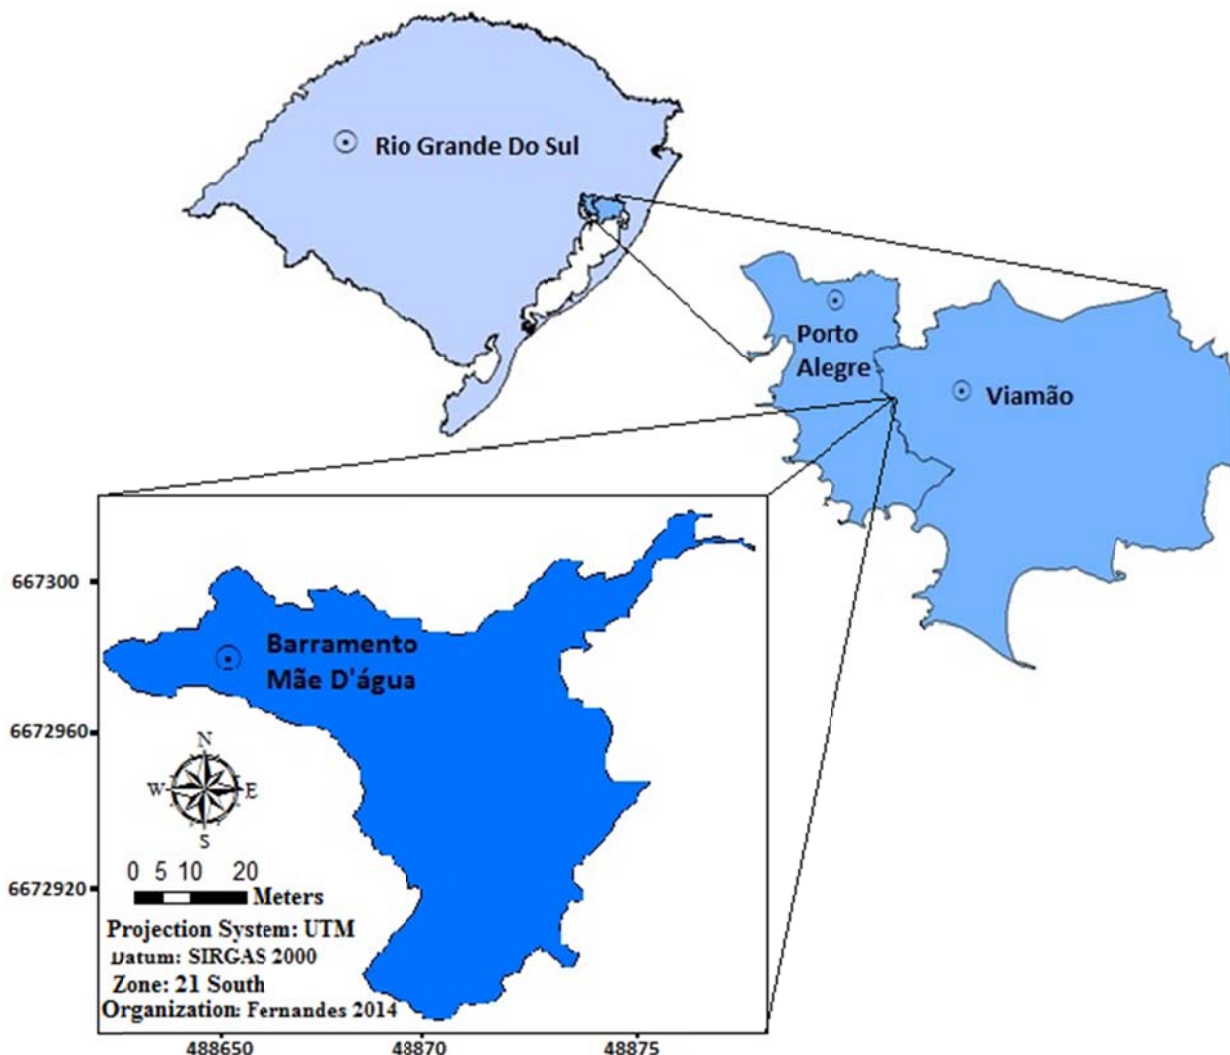 Rio Grande Do Sul
Porto
Alegre
Viamão
667300
Barramento
Mãe D'água
6672960
N
W
E
S
0 5 10 20
Meters
6672920
Projection System: UTM
Datum: SIRGAS 2000
Zone: 21 South
Organization: Fernandes 2014
488650
48870
48875